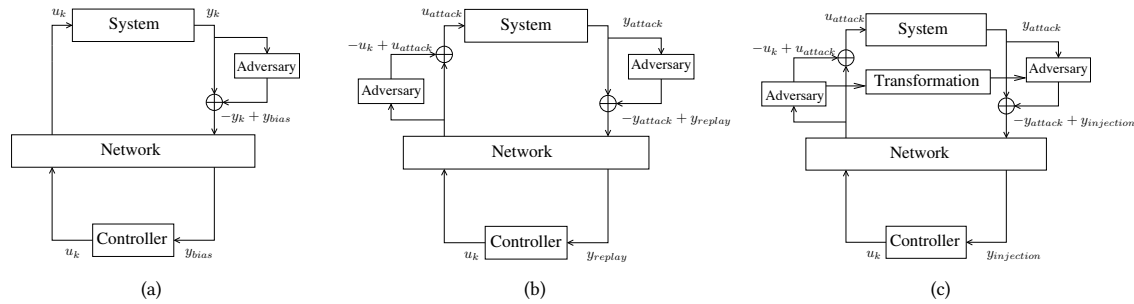 u_k
System
y_k
Adversary
-y_k + y_bias
Network
Controller
u_k
y_bias
(a)
u_attack
System
y_attack
-u_k + u_attack
Adversary
Adversary
-y_attack + y_replay
Network
Controller
u_k
y_replay
(b)
u_attack
System
y_attack
-u_k + u_attack
Adversary
Transformation
Adversary
-y_attack + y_injection
Network
Controller
u_k
y_injection
(c)